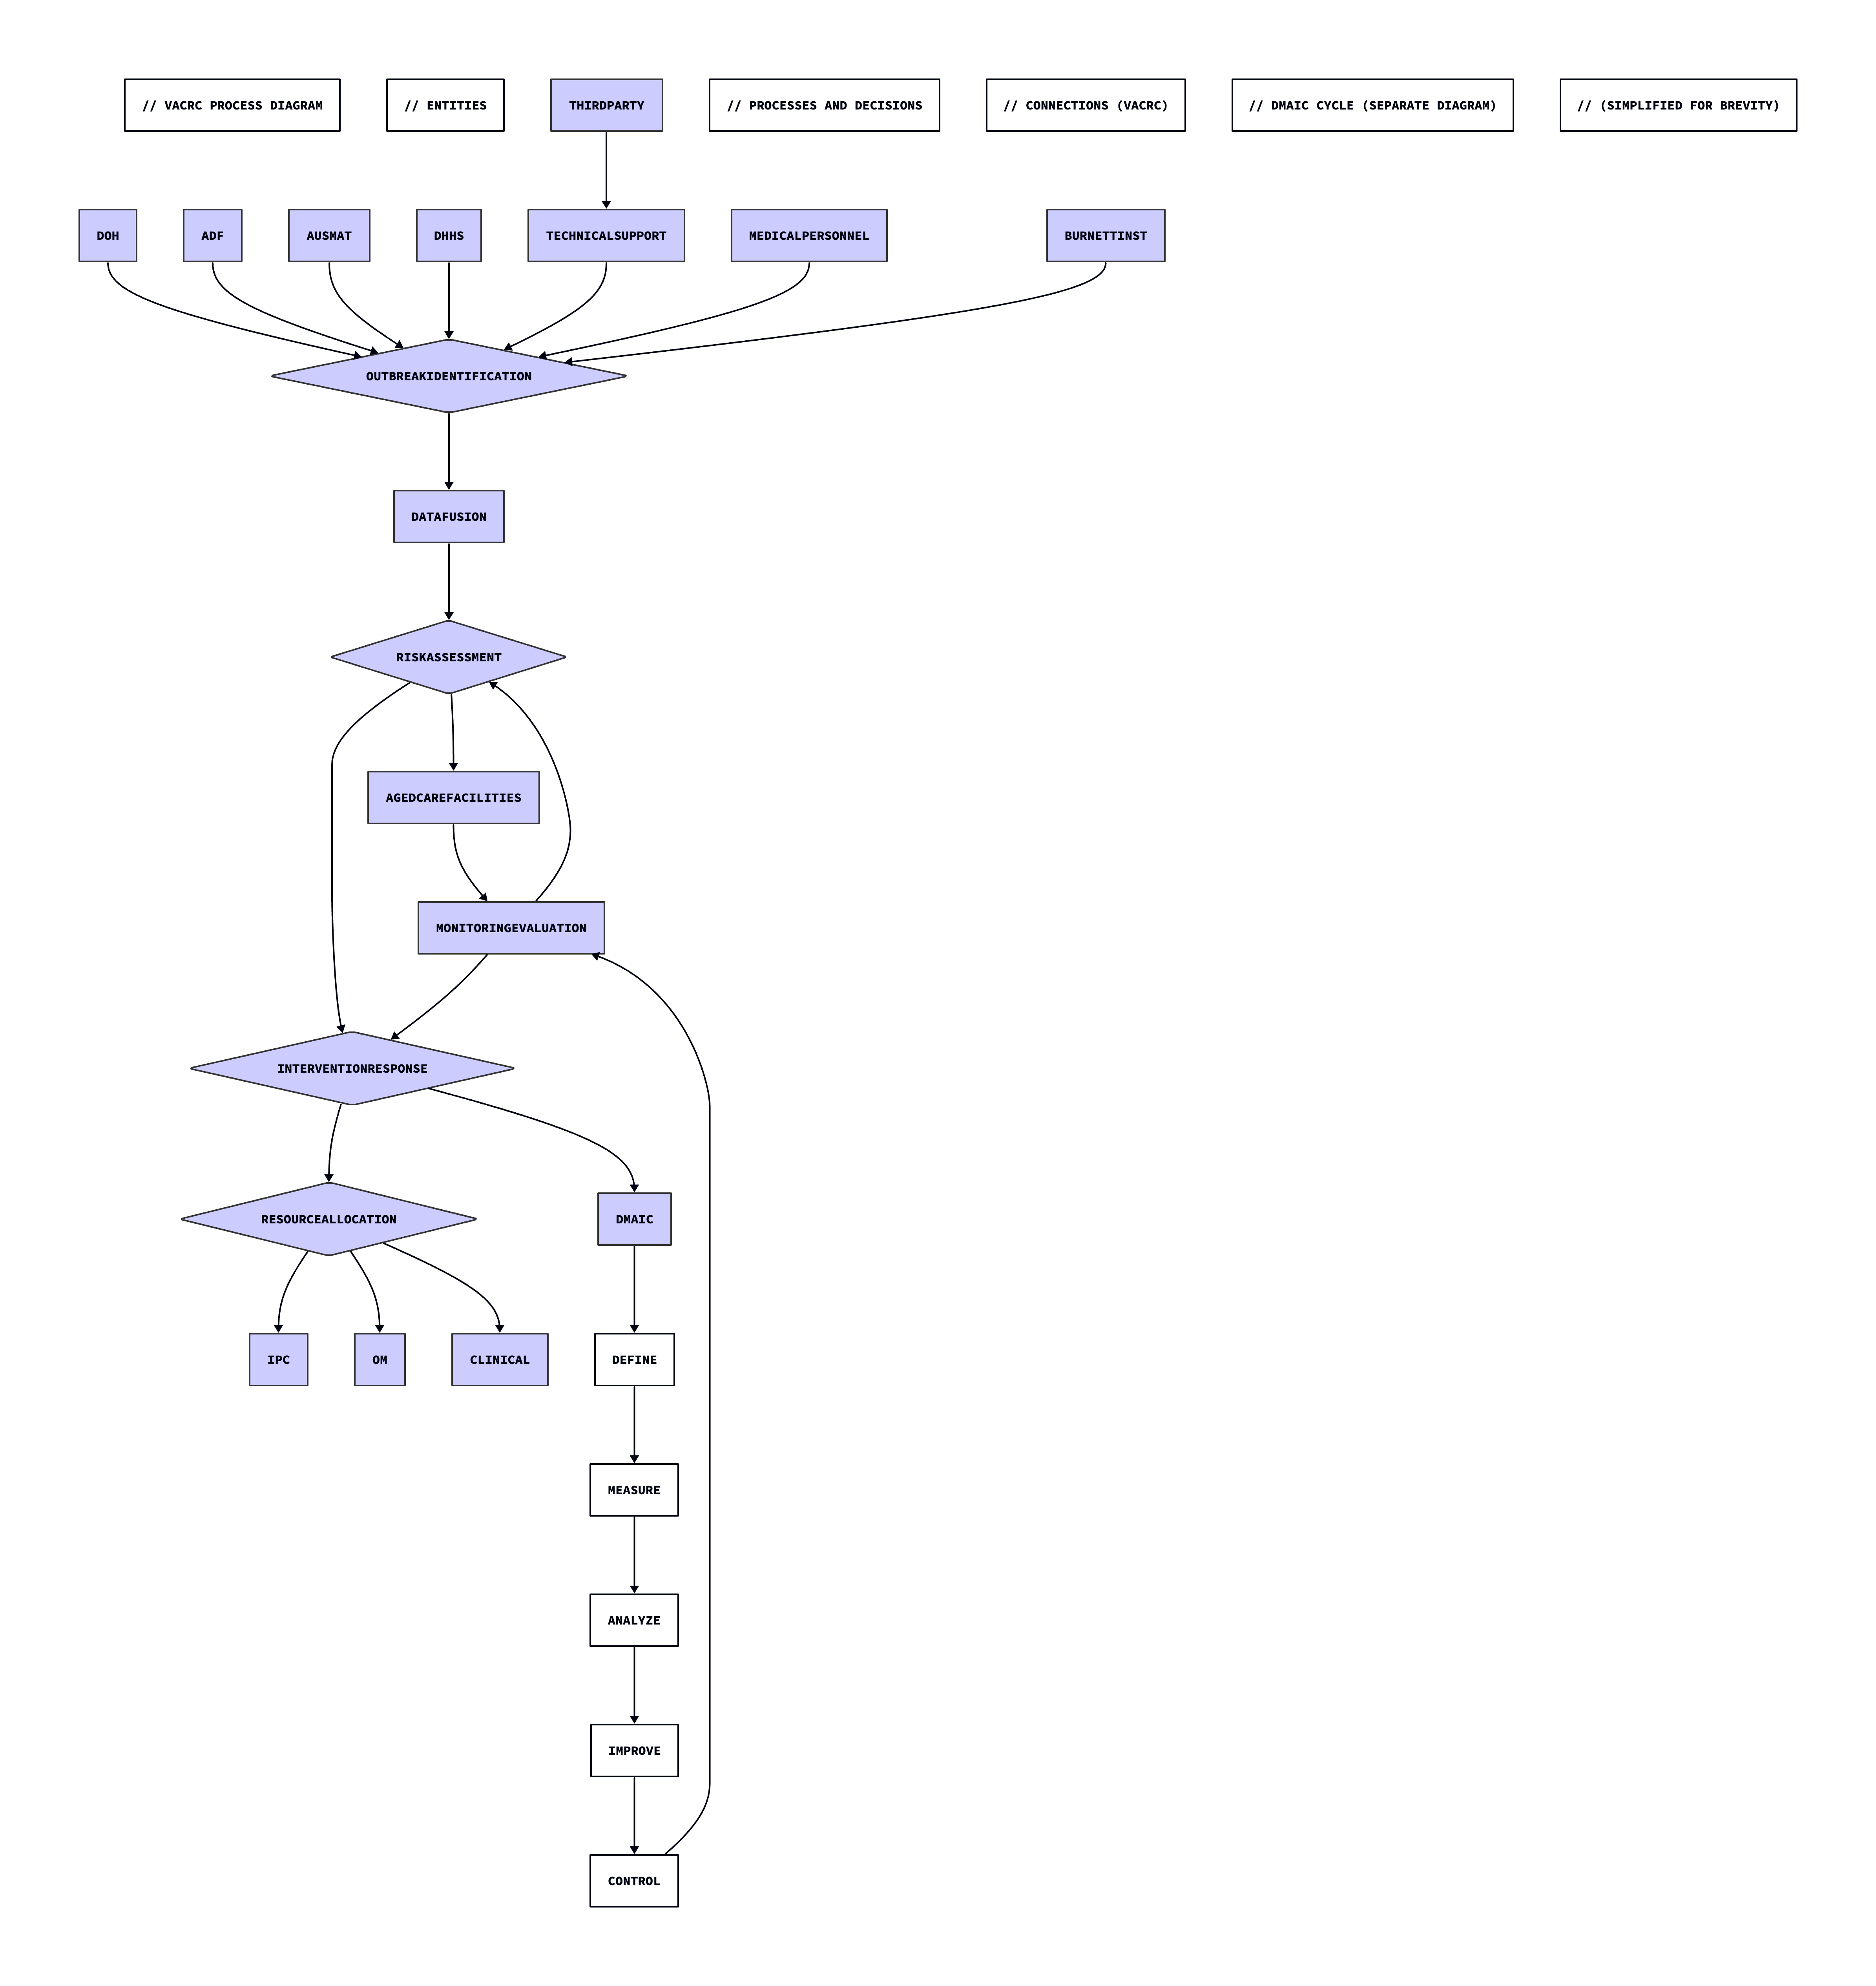 // VACRC PROCESS DIAGRAM
// ENTITIES
THIRDPARTY
// PROCESSES AND DECISIONS
// CONNECTIONS (VACRC)
// DMAIC CYCLE (SEPARATE DIAGRAM)
// (SIMPLIFIED FOR BREVITY)
DOH
ADF
AUSMAT
DHHS
TECHNICALSUPPORT
MEDICALPERSONNEL
BURNETTINST
OUTBREAKIDENTIFICATION
DATAFUSION
RISKASSESSMENT
AGEDCAREFACILITIES
MONITORINGEVALUATION
INTERVENTIONRESPONSE
RESOURCEALLOCATION
DMAIC
IPC
OM
CLINICAL
DEFINE
MEASURE
ANALYZE
IMPROVE
CONTROL